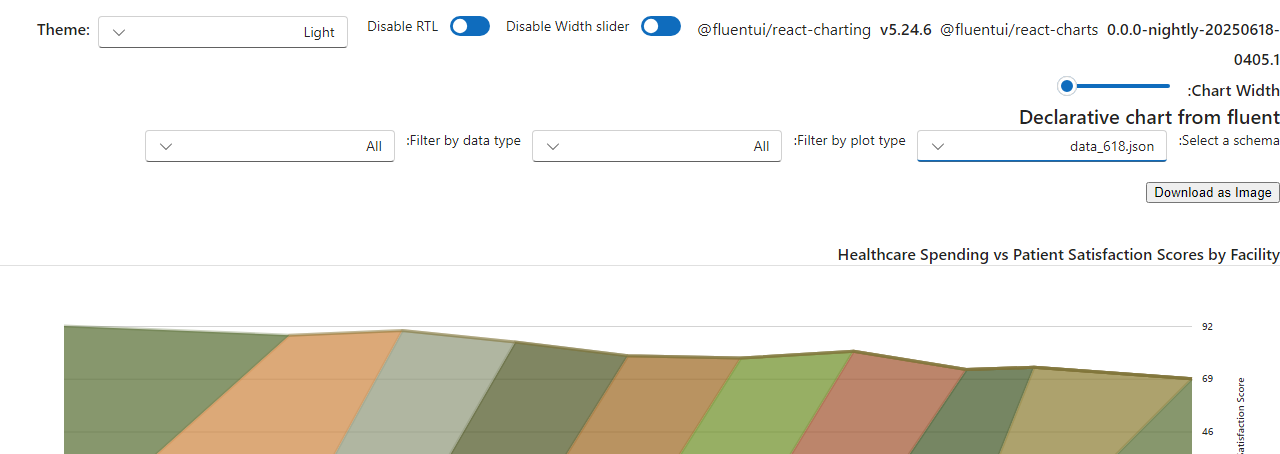 Theme: Light Disable RTL Disable Width slider @fluentui/react-charting v5.24.6 @fluentui/react-charts 0.0.0-nightly-20250618-
0405.1
:Chart Width
Declarative chart from fluent
:Select a schema data_618.json :Filter by plot type All :Filter by data type All
Download as Image
Healthcare Spending vs Patient Satisfaction Scores by Facility
92
69
46